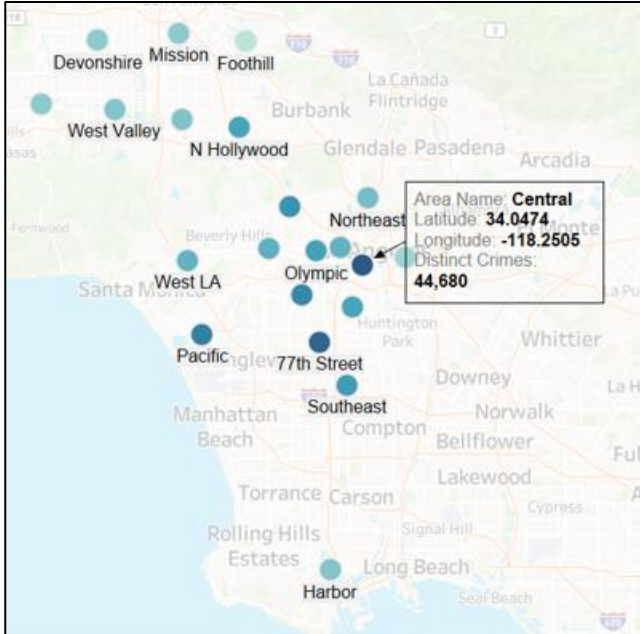 Devonshire
Mission
Foothill
La Cañada
Flintridge
Burbank
West Valley
N Hollywood
Glendale Pasadena
Arcadia
Fernwood
Beverly Hills
Northeast
Area Name: Central
Latitude: 34.0474
Longitude: -118.2505
Distinct Crimes:
44,680
El Monte
Olympic
West LA
Santa Monica
Huntington
Park
Whittier
Pacific
77th Street
Downey
Southeast
Manhattan
Beach
Compton
Norwalk
Bellflower
Lakewood
Torrance
Carson
Cypress
Rolling Hills
Estates
Signal Hill
Long Beach
Harbor
Seal Beach